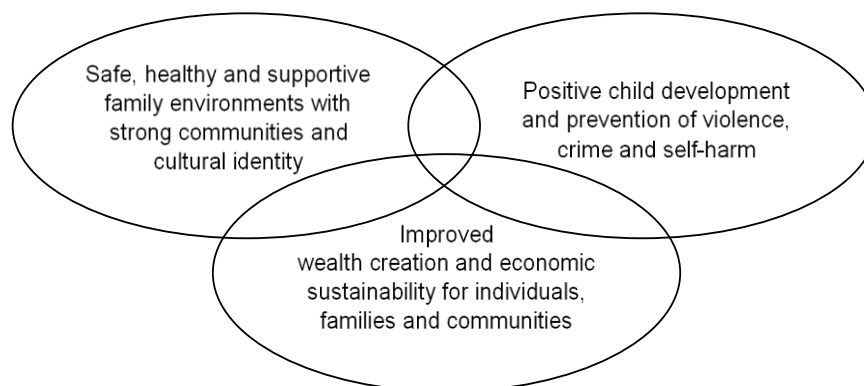 Safe, healthy and supportive
family environments with
strong communities and
cultural identity
Positive child development
and prevention of violence,
crime and self-harm
Improved
wealth creation and economic
sustainability for individuals,
families and communities